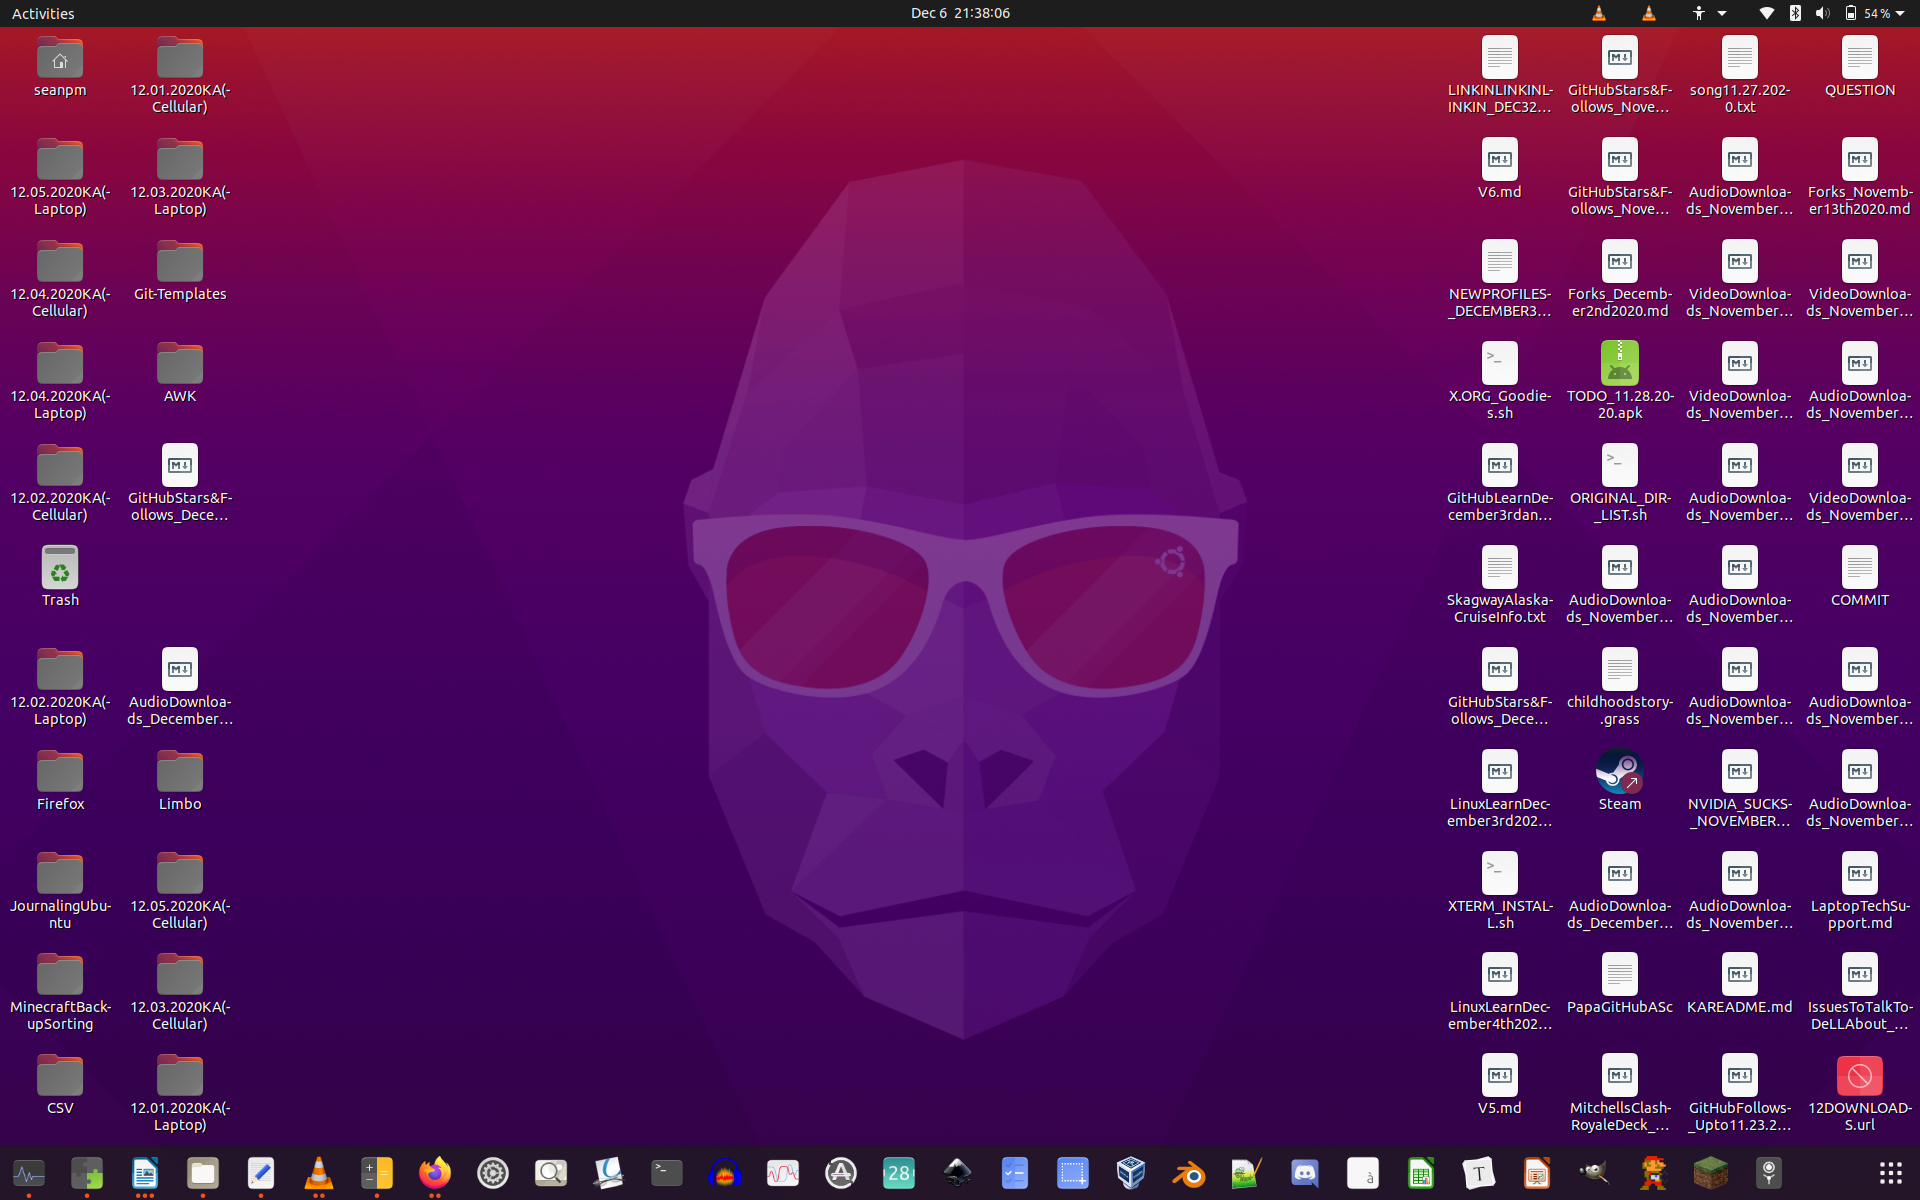 Activities
Dec 6 21:38:06
54 %
seanpm
12.01.2020KA(-
Cellular)
LINKINLINKINL-
INKIN_DEC32...
GitHubStars&F-
ollows_Nove...
song11.27.202-
0.txt
QUESTION
12.05.2020KA(-
Laptop)
12.03.2020KA(-
Laptop)
V6.md
GitHubStars&F-
ollows_Nove...
AudioDownloa-
ds_November...
Forks_Novemb-
er13th2020.md
12.04.2020KA(-
Cellular)
Git-Templates
NEWPROFILES-
_DECEMBER3...
Forks_Decemb-
er2nd2020.md
VideoDownloa-
ds_November...
VideoDownloa-
ds_November...
12.04.2020KA(-
Laptop)
AWK
X.ORG_Goodie-
s.sh
TODO_11.28.20-
20.apk
VideoDownloa-
ds_November...
AudioDownloa-
ds_November...
12.02.2020KA(-
Cellular)
GitHubStars&F-
ollows_Dece...
GitHubLearnDe-
cember3rdan...
ORIGINAL_DIR-
_LIST.sh
AudioDownloa-
ds_November...
VideoDownloa-
ds_November...
Trash
SkagwayAlaska-
CruiseInfo.txt
AudioDownloa-
ds_November...
AudioDownloa-
ds_November...
COMMIT
12.02.2020KA(-
Laptop)
AudioDownloa-
ds_December...
GitHubStars&F-
ollows_Dece...
childhoodstory-
.grass
AudioDownloa-
ds_November...
AudioDownloa-
ds_November...
Firefox
Limbo
LinuxLearnDec-
ember3rd202...
Steam
NVIDIA_SUCKS-
_NOVEMBER...
AudioDownloa-
ds_November...
JournalingUbu-
ntu
12.05.2020KA(-
Cellular)
XTERM_INSTAL-
L.sh
AudioDownloa-
ds_December...
AudioDownloa-
ds_November...
LaptopTechSu-
pport.md
MinecraftBack-
upSorting
12.03.2020KA(-
Cellular)
LinuxLearnDec-
ember4th202...
PapaGitHubASc
KAREADME.md
IssuesToTalkTo-
DeLLAbout_...
CSV
12.01.2020KA(-
Laptop)
V5.md
MitchellsClash-
RoyaleDeck_...
GitHubFollows-
_Upto11.23.2...
12DOWNLOAD-
S.url
28
à
T